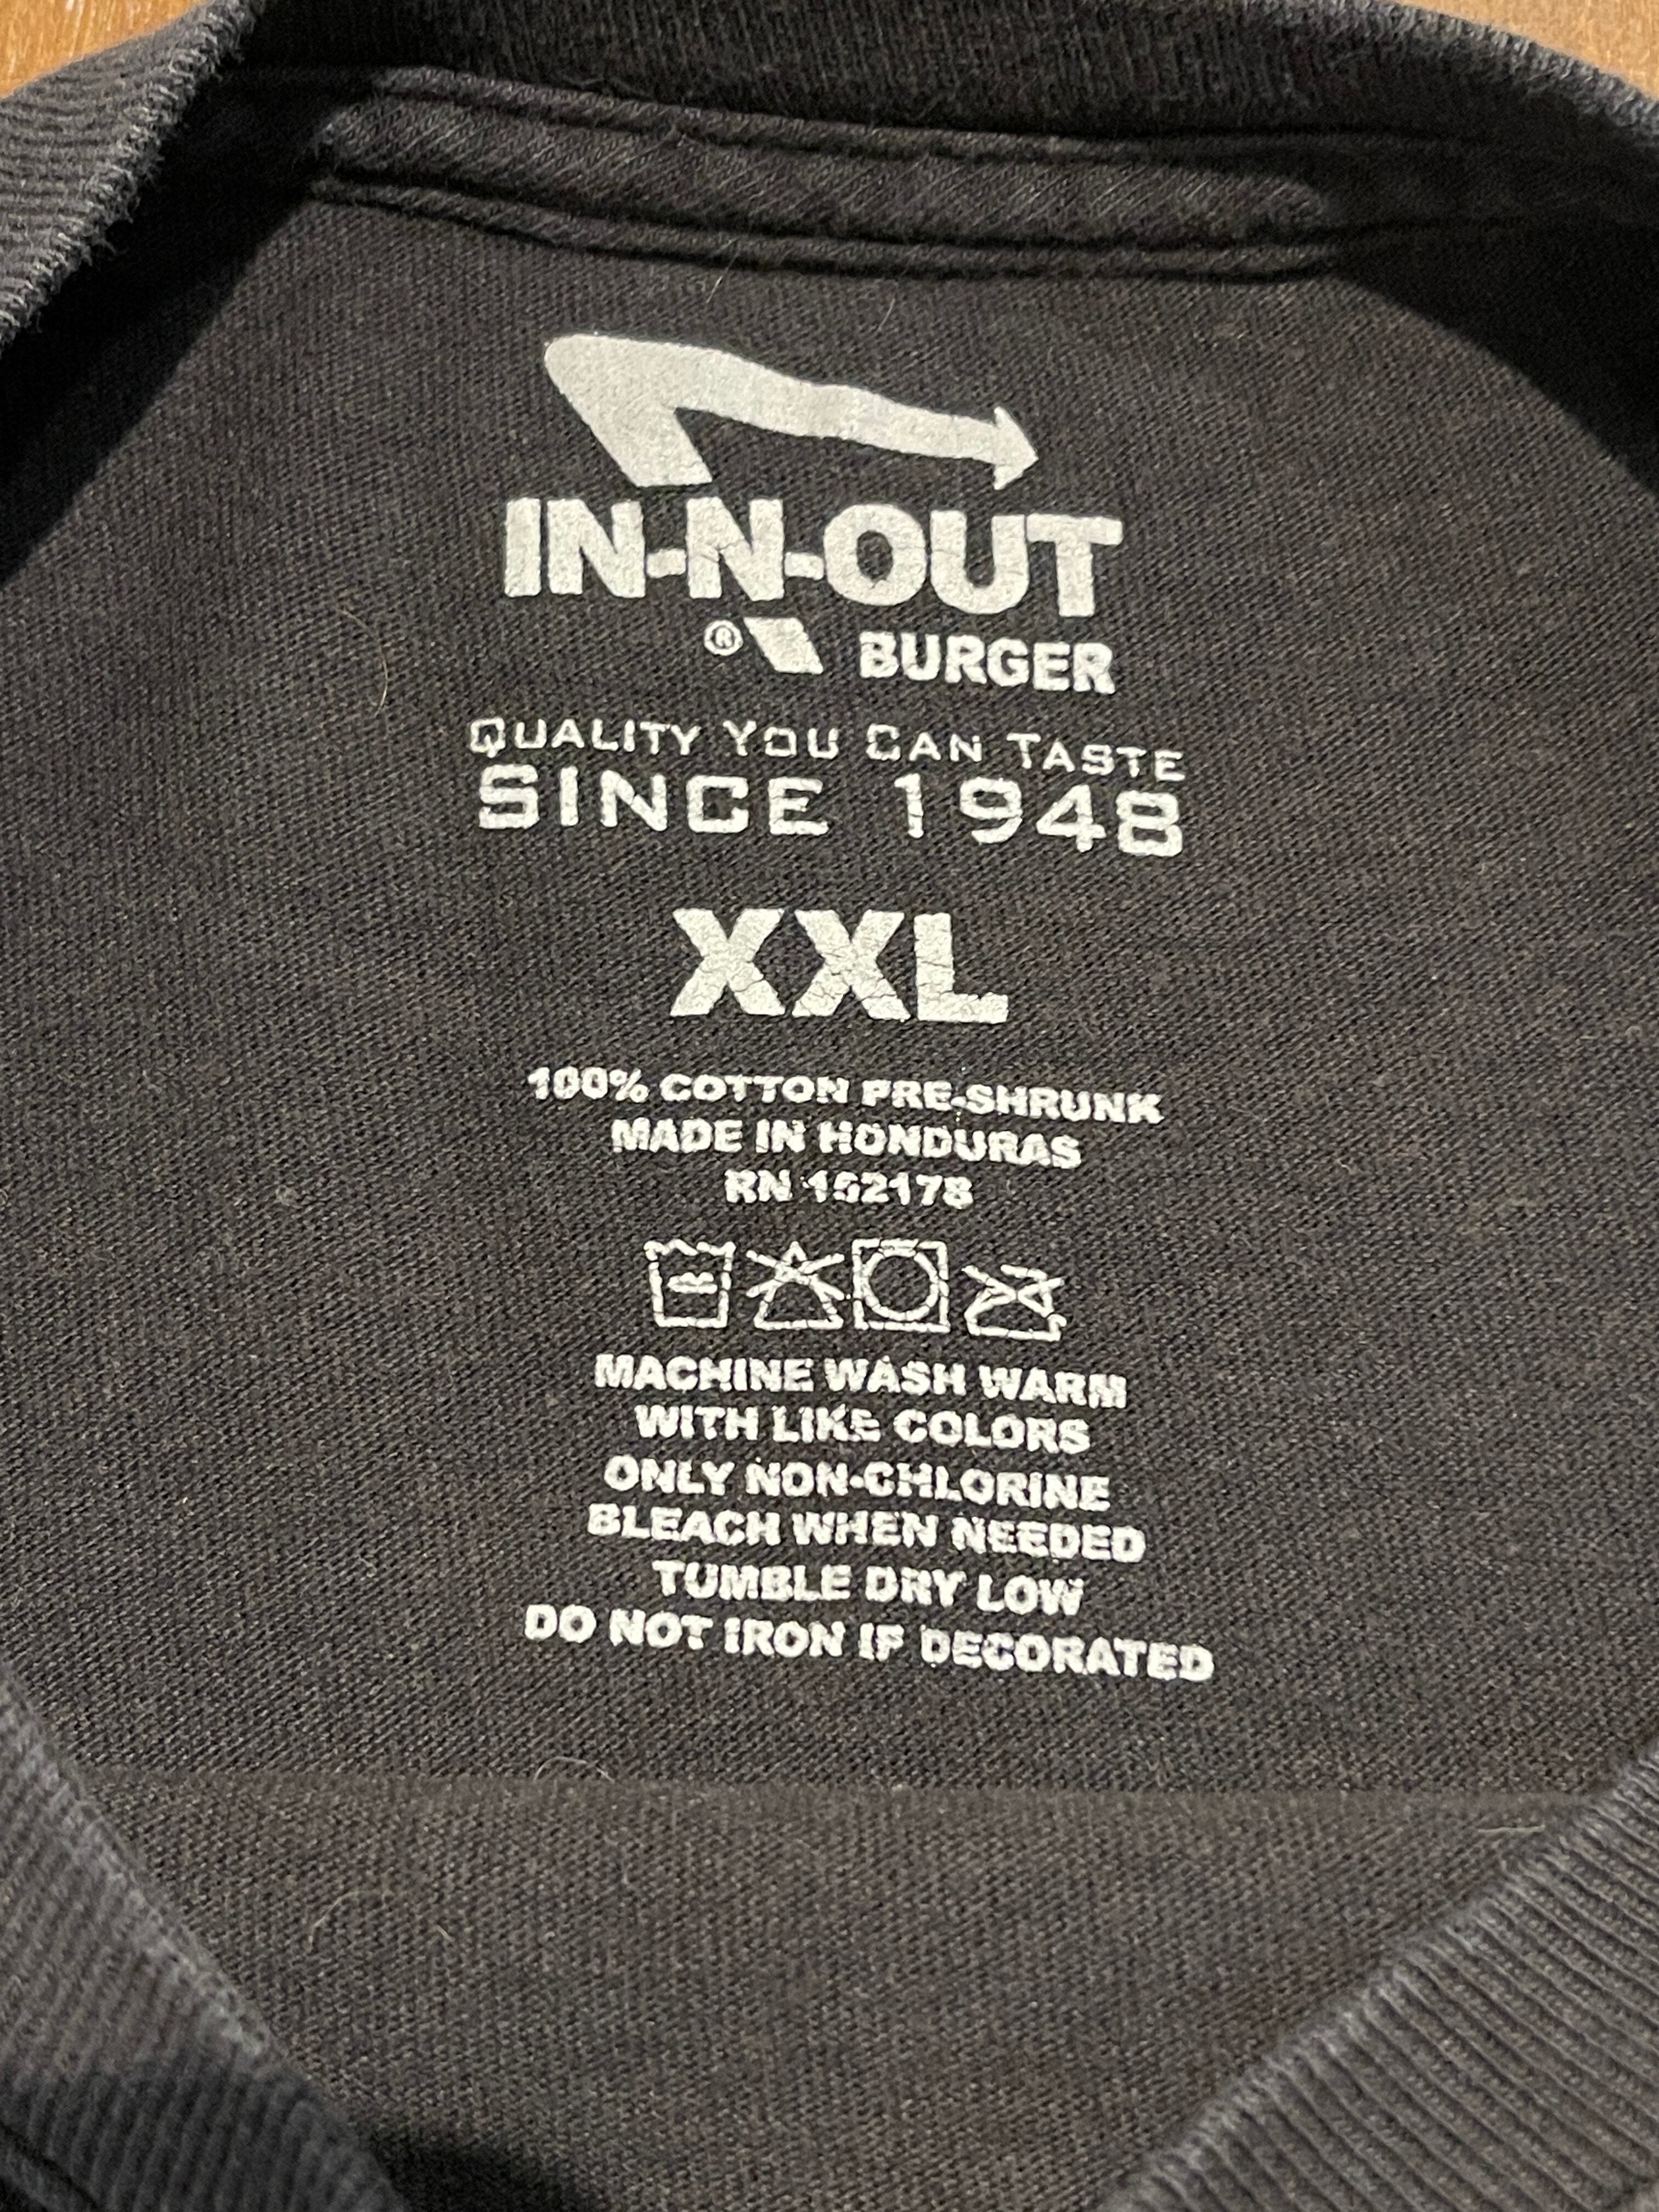 IN-N-OUT
® BURGER
QUALITY YOU CAN TASTE
SINCE 1948
XXL
100% COTTON PRE-SHRUNK
MADE IN HONDURAS
RN 162178
MACHINE WASH WARM
WITH LIKE COLORS
ONLY NON-CHLORINE
BLEACH WHEN NEEDED
TUMBLE DRY LOW
DO NOT IRON IF DECORATED